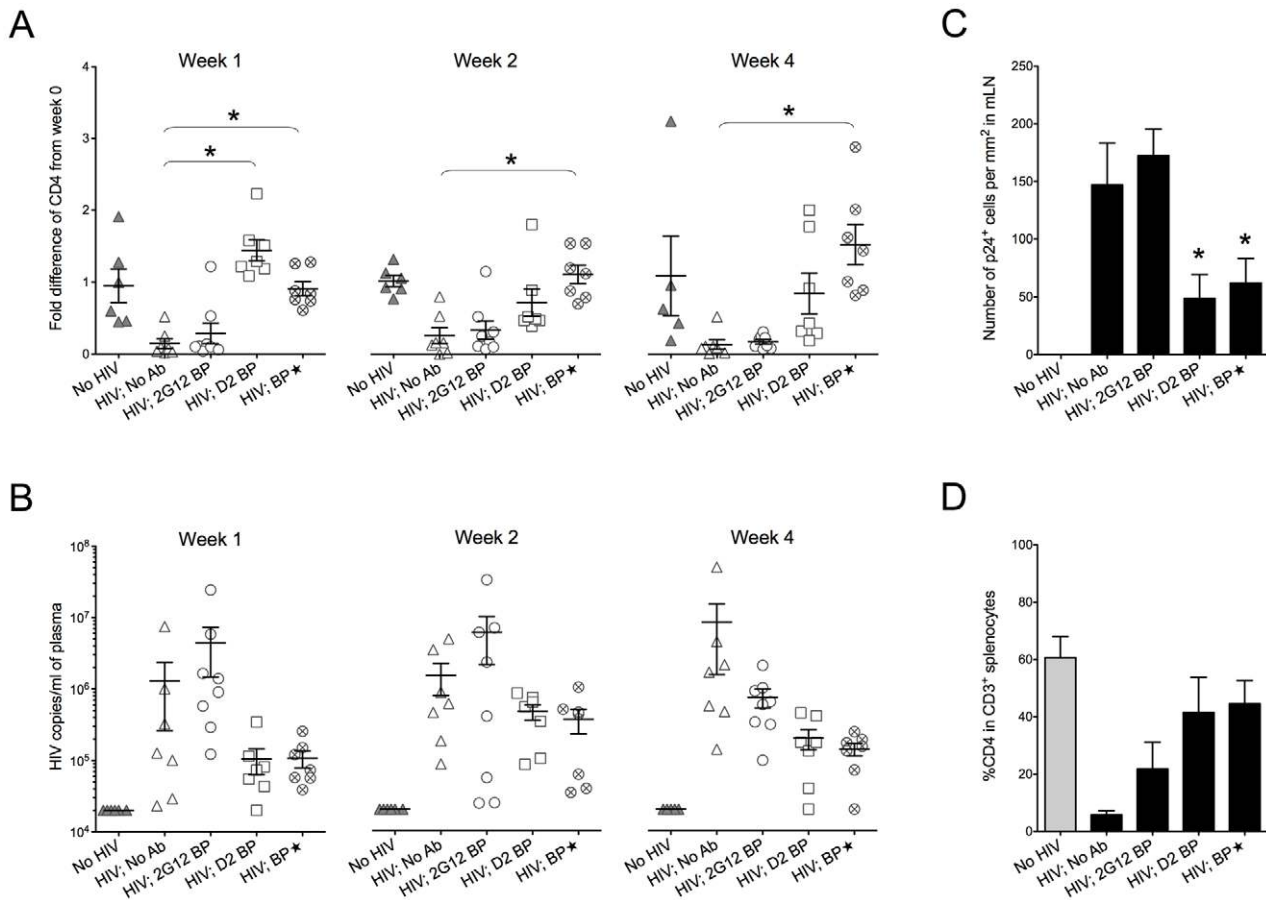 A
Week 1
Week 2
Week 4
Fold difference of CD4 from week 0
4
3
2
1
0
*
*
*
*
No HIV
HIV; No Ab
HIV; 2G12 BP
HIV; D2 BP
HIV; BP★
No HIV
HIV; No Ab
HIV; 2G12 BP
HIV; D2 BP
HIV; BP★
No HIV
HIV; No Ab
HIV; 2G12 BP
HIV; D2 BP
HIV; BP★
B
Week 1
Week 2
Week 4
HIV copies/ml of plasma
10⁸
10⁷
10⁶
10⁵
10⁴
No HIV
HIV; No Ab
HIV; 2G12 BP
HIV; D2 BP
HIV; BP★
No HIV
HIV; No Ab
HIV; 2G12 BP
HIV; D2 BP
HIV; BP★
No HIV
HIV; No Ab
HIV; 2G12 BP
HIV; D2 BP
HIV; BP★
C
Number of p24⁺ cells per mm² in mLN
250
200
150
100
50
0
*
*
No HIV
HIV; No Ab
HIV; 2G12 BP
HIV; D2 BP
HIV; BP★
D
%CD4 in CD3⁺ splenocytes
100
80
60
40
20
0
No HIV
HIV; No Ab
HIV; 2G12 BP
HIV; D2 BP
HIV; BP★